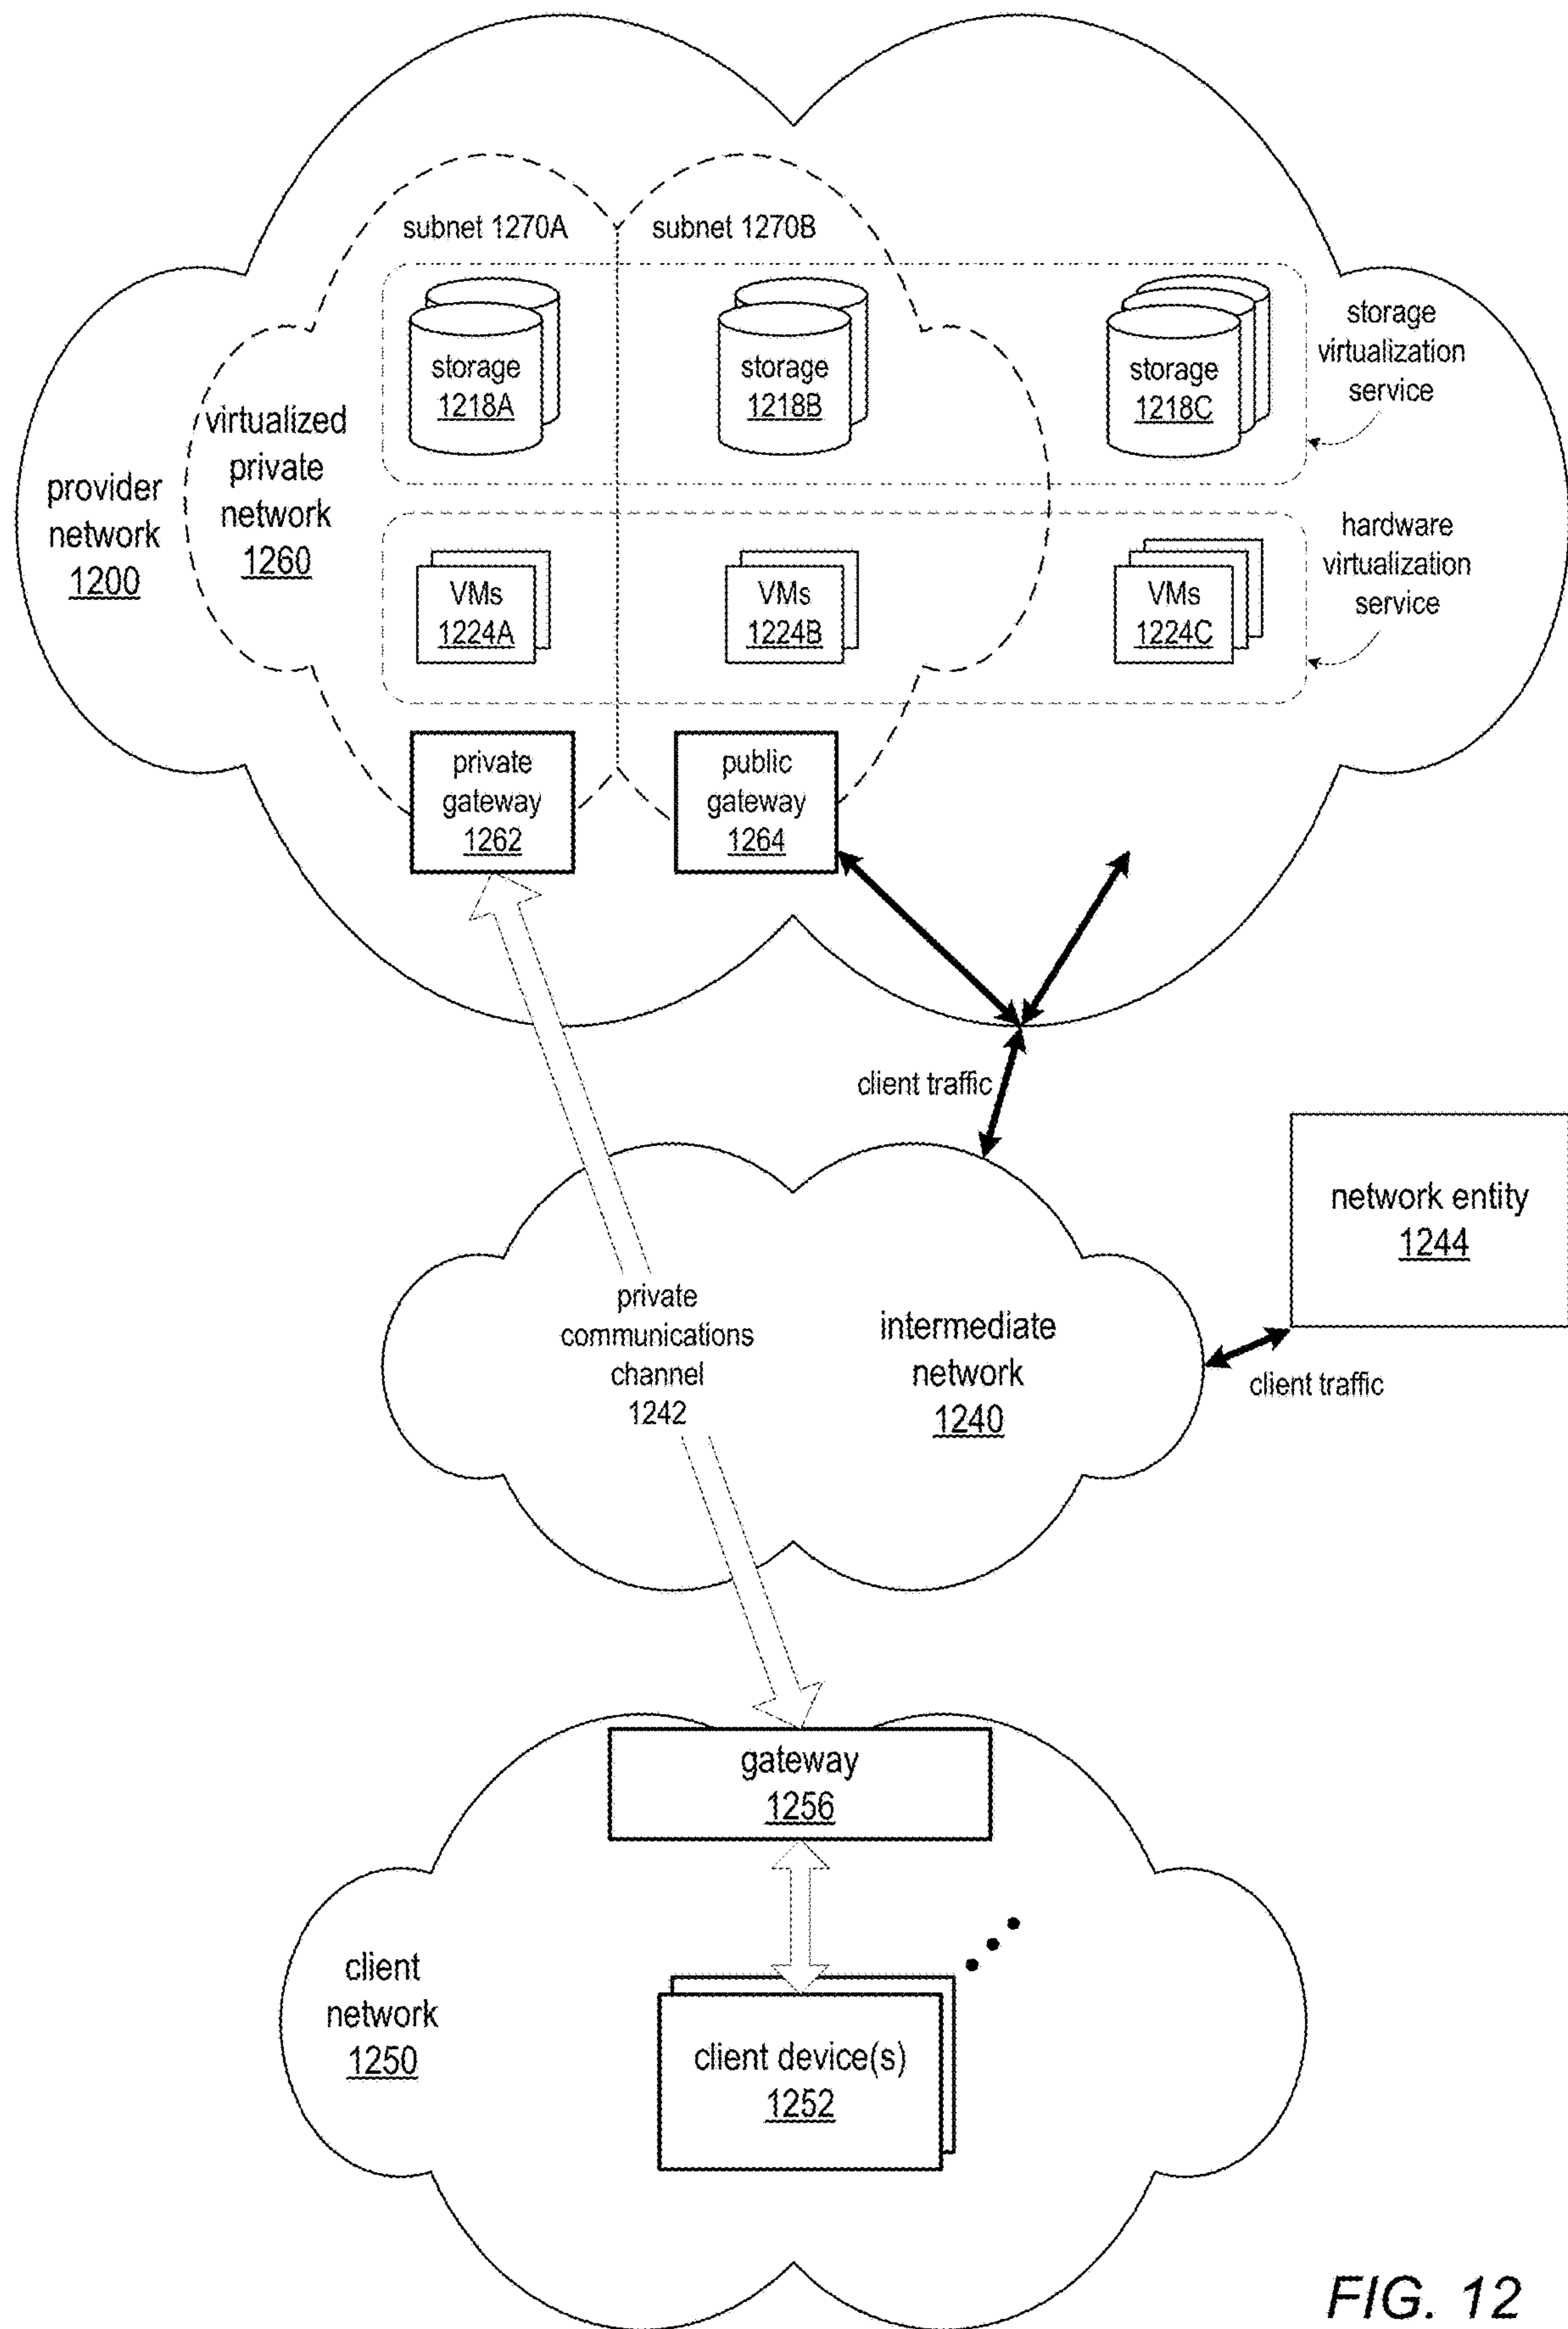 subnet 1270A
subnet 1270B
storage
1218A
storage
1218B
storage
1218C
storage
virtualization
service
virtualized
private
network
1260
provider
network
1200
VMs
1224A
VMs
1224B
VMs
1224C
hardware
virtualization
service
private
gateway
1262
public
gateway
1264
client traffic
network entity
1244
private
communications
channel
1242
intermediate
network
1240
client traffic
gateway
1256
client
network
1250
client device(s)
1252
FIG. 12